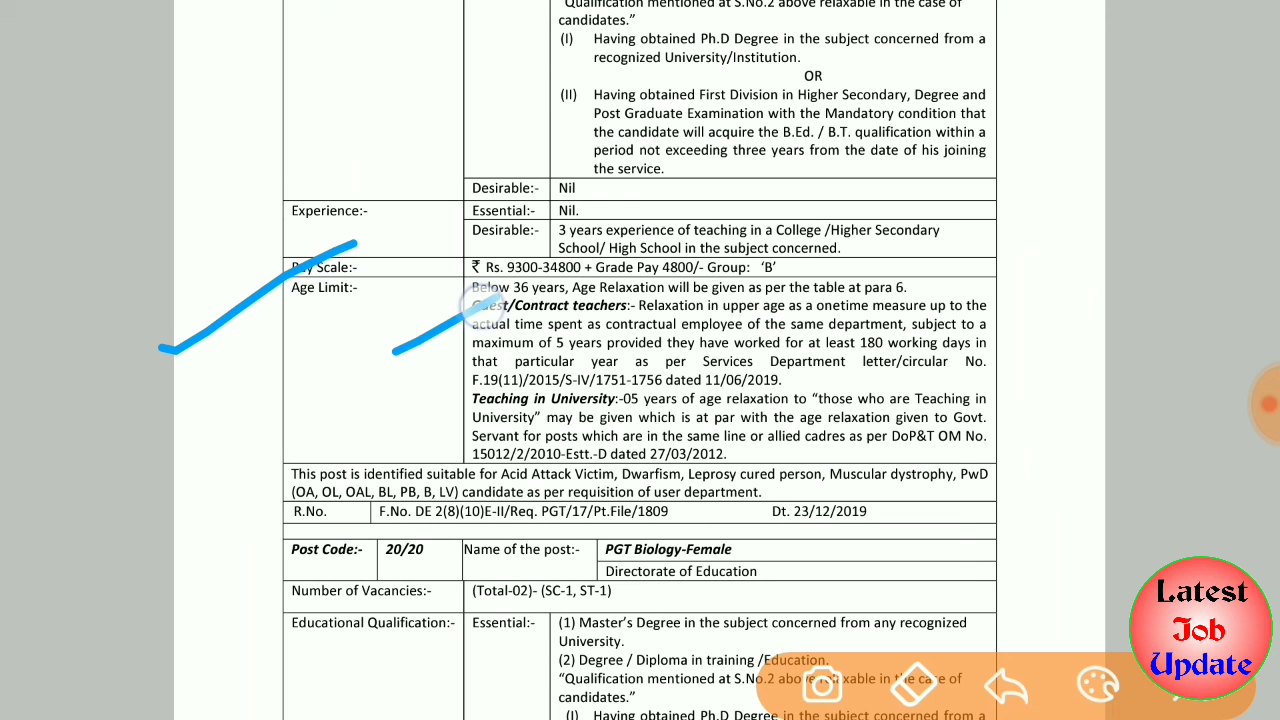 "Qualification mentioned at S.No.2 above relaxable in the case of
candidates."
(I) Having obtained Ph.D Degree in the subject concerned from a
recognized University/Institution.
OR
(II) Having obtained First Division in Higher Secondary, Degree and
Post Graduate Examination with the Mandatory condition that
the candidate will acquire the B.Ed. / B.T. qualification within a
period not exceeding three years from the date of his joining
the service.
Desirable:- Nil
Experience:- Essential:- Nil.
Desirable:- 3 years experience of teaching in a College /Higher Secondary
School/ High School in the subject concerned.
Pay Scale:- ₹ Rs. 9300-34800 + Grade Pay 4800/- Group: 'B'
Age Limit:- Below 36 years, Age Relaxation will be given as per the table at para 6.
Guest/Contract teachers:- Relaxation in upper age as a onetime measure up to the
actual time spent as contractual employee of the same department, subject to a
maximum of 5 years provided they have worked for at least 180 working days in
that particular year as per Services Department letter/circular No.
F.19(11)/2015/S-IV/1751-1756 dated 11/06/2019.
Teaching in University:-05 years of age relaxation to "those who are Teaching in
University" may be given which is at par with the age relaxation given to Govt.
Servant for posts which are in the same line or allied cadres as per DoP&T OM No.
15012/2/2010-Estt.-D dated 27/03/2012.
This post is identified suitable for Acid Attack Victim, Dwarfism, Leprosy cured person, Muscular dystrophy, PwD
(OA, OL, OAL, BL, PB, B, LV) candidate as per requisition of user department.
R.No. F.No. DE 2(8)(10)E-II/Req. PGT/17/Pt.File/1809 Dt. 23/12/2019
Post Code:- 20/20 Name of the post:- PGT Biology-Female
Directorate of Education
Number of Vacancies:- (Total-02)- (SC-1, ST-1)
Educational Qualification:- Essential:- (1) Master's Degree in the subject concerned from any recognized
University.
(2) Degree / Diploma in training /Education.
"Qualification mentioned at S.No.2 above relaxable in the case of
candidates."
(I) Having obtained Ph.D Degree in the subject concerned from a
Latest
Job
Update